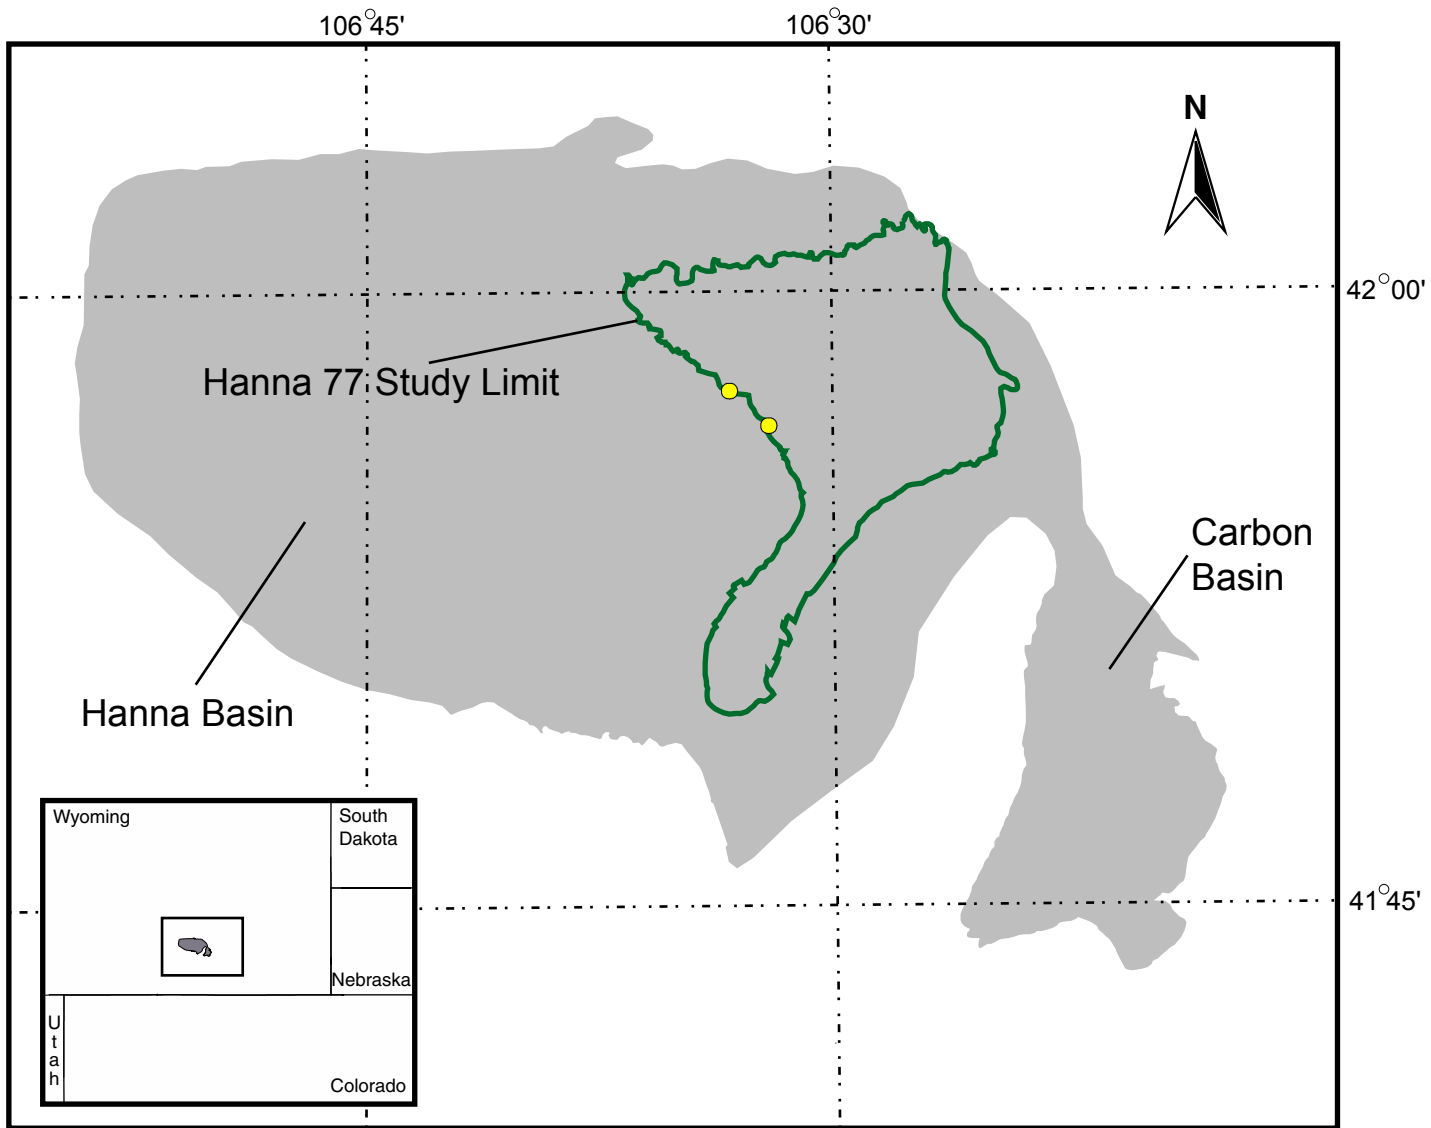 106°45'
106°30'
N
42°00'
Hanna 77 Study Limit
Carbon
Basin
Hanna Basin
Wyoming
South
Dakota
41°45'
Nebraska
Utah
Colorado